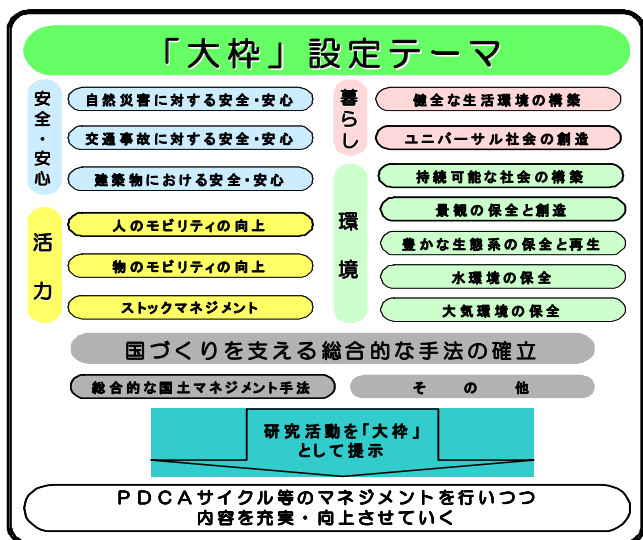 「大枠」設定テーマ
安全・安心
自然災害に対する安全・安心
交通事故に対する安全・安心
建築物における安全・安心
活力
人のモビリティの向上
物のモビリティの向上
ストックマネジメント
暮らし
健全な生活環境の構築
ユニバーサル社会の創造
環境
持続可能な社会の構築
景観の保全と創造
豊かな生態系の保全と再生
水環境の保全
大気環境の保全
国づくりを支える総合的な手法の確立
総合的な国土マネジメント手法
その他
研究活動を「大枠」
として提示
PDCAサイクル等のマネジメントを行いつつ
内容を充実・向上させていく